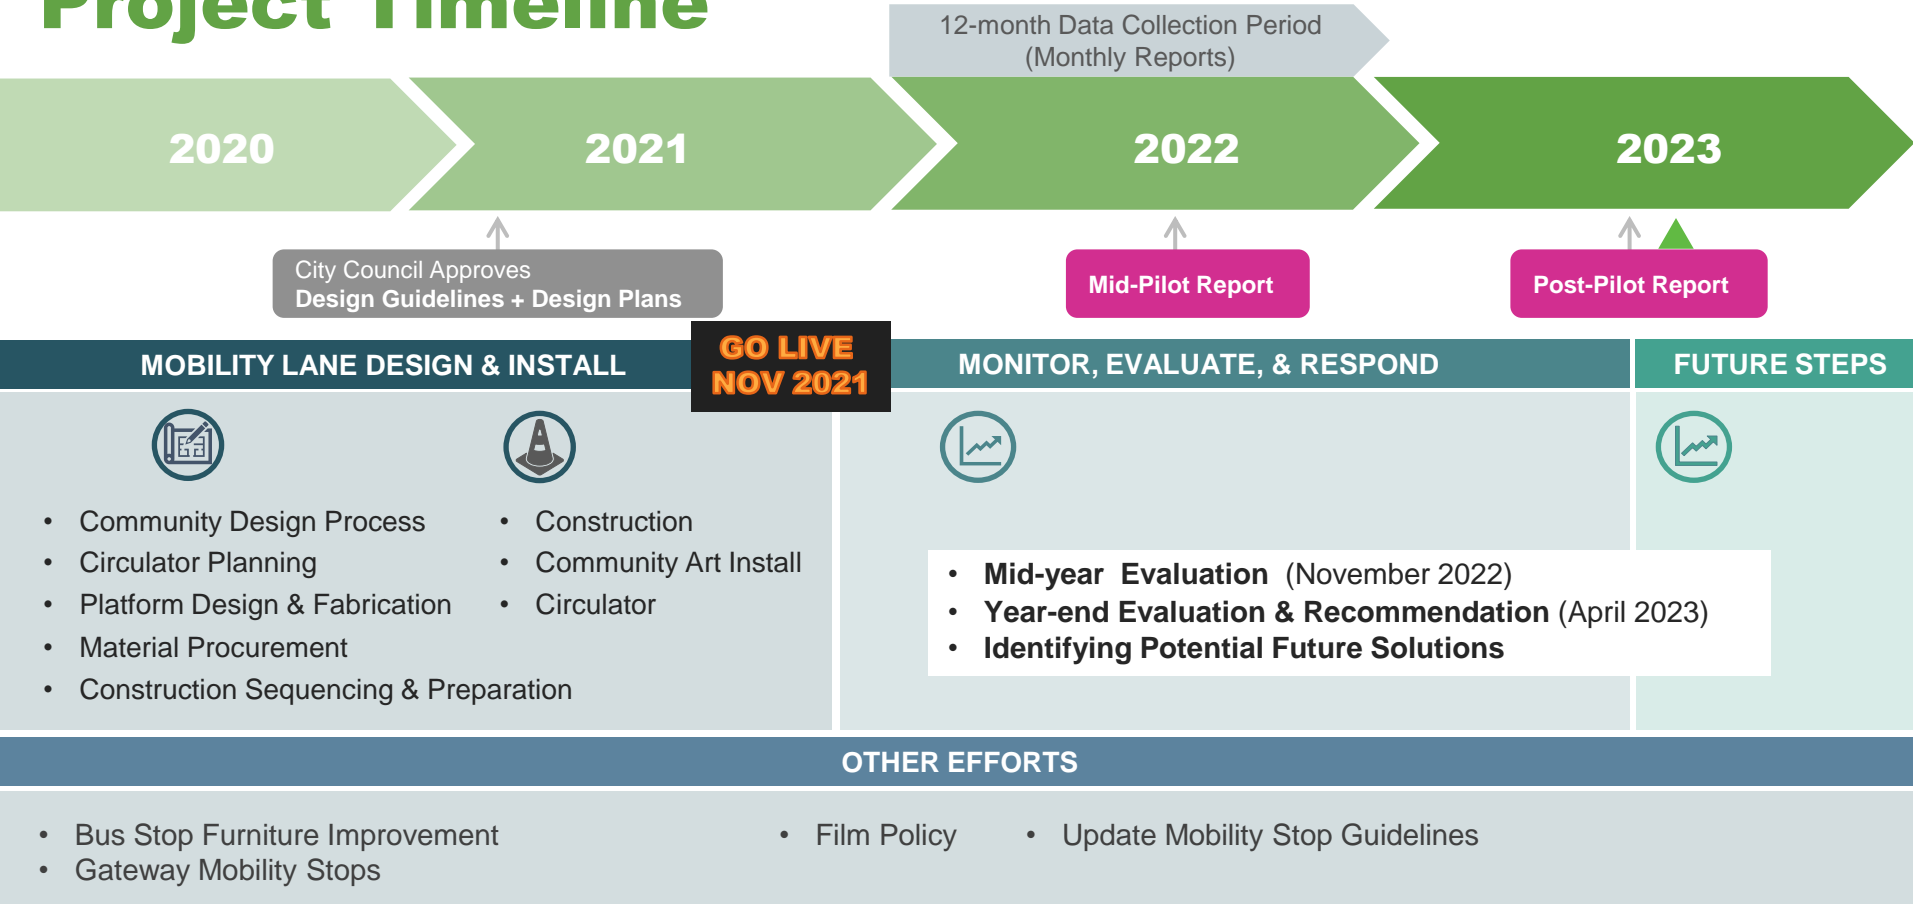 Project Timeline
12-month Data Collection Period
(Monthly Reports)
2020
2021
2022
2023
City Council Approves
Design Guidelines + Design Plans
Mid-Pilot Report
Post-Pilot Report
MOBILITY LANE DESIGN & INSTALL
GO LIVE
NOV 2021
MONITOR, EVALUATE, & RESPOND
FUTURE STEPS
• Community Design Process
• Circulator Planning
• Platform Design & Fabrication
• Material Procurement
• Construction Sequencing & Preparation
• Construction
• Community Art Install
• Circulator
• Mid-year Evaluation (November 2022)
• Year-end Evaluation & Recommendation (April 2023)
• Identifying Potential Future Solutions
OTHER EFFORTS
• Bus Stop Furniture Improvement
• Gateway Mobility Stops
• Film Policy
• Update Mobility Stop Guidelines